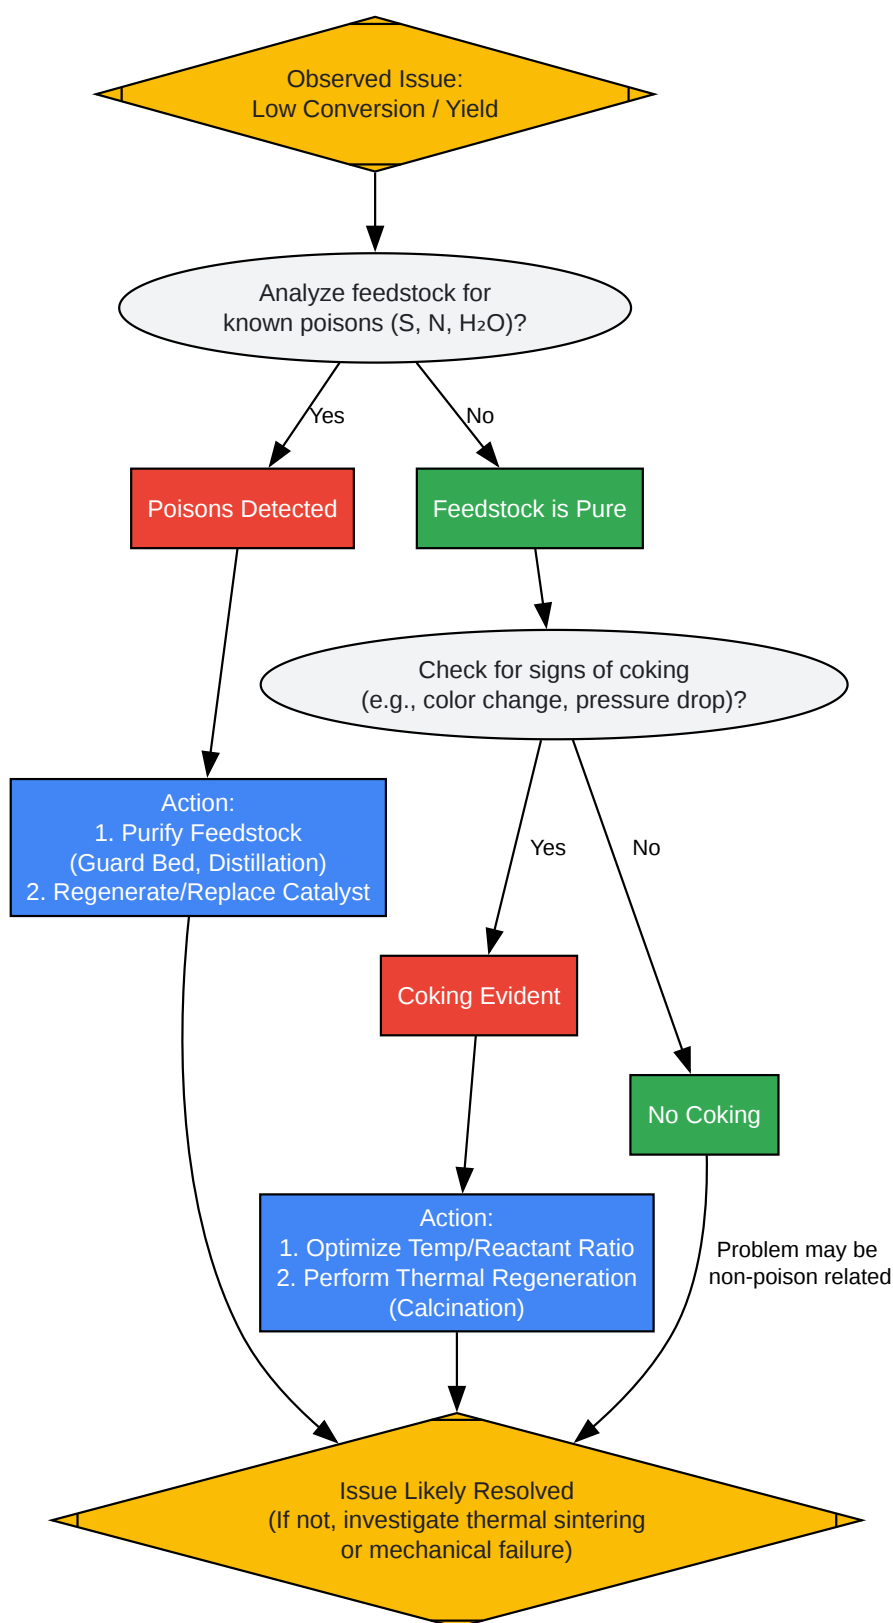 Observed Issue:
Low Conversion / Yield
Analyze feedstock for
known poisons (S, N, H₂O)?
Yes
No
Poisons Detected
Feedstock is Pure
Check for signs of coking
(e.g., color change, pressure drop)?
Action:
1. Purify Feedstock
(Guard Bed, Distillation)
2. Regenerate/Replace Catalyst
Yes
No
Coking Evident
No Coking
Action:
1. Optimize Temp/Reactant Ratio
2. Perform Thermal Regeneration
(Calcination)
Problem may be
non-poison related
Issue Likely Resolved
(If not, investigate thermal sintering
or mechanical failure)